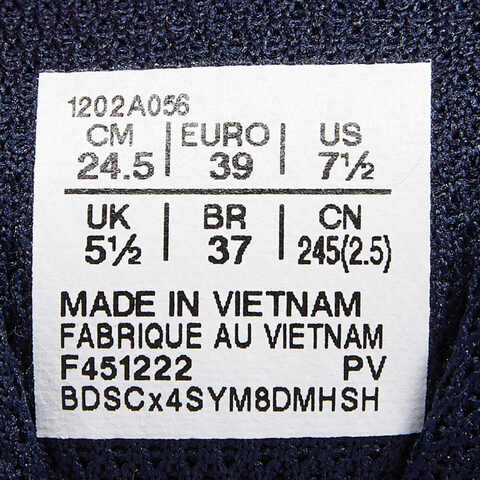 1202A056
CM | EURO | US
24.5 | 39 | 7½
UK | BR | CN
5½ | 37 | 245(2.5)
MADE IN VIETNAM
FABRIQUE AU VIETNAM
F451222 PV
BDSCx4SYM8DMHSH